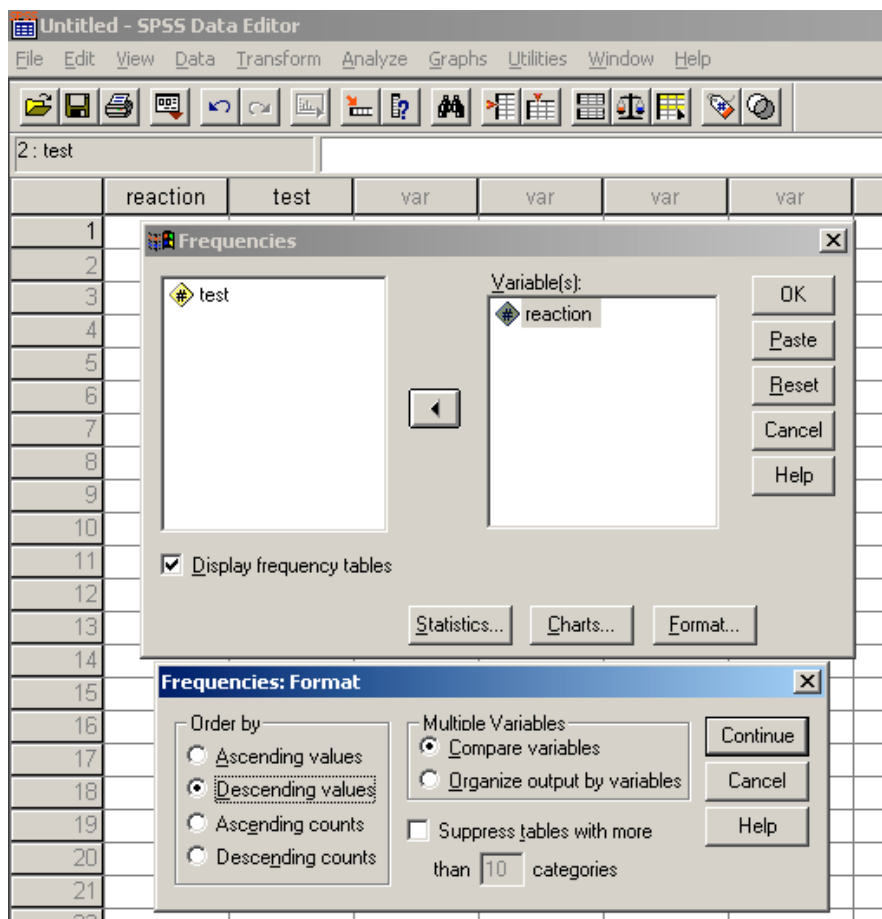 Untitled - SPSS Data Editor
File Edit View Data Transform Analyze Graphs Utilities Window Help
2 : test
reaction test var var var var
1
2
3
4
5
6
7
8
9
10
11
12
13
14
15
16
17
18
19
20
21
22
Frequencies
test
Variable(s):
reaction
OK
Paste
Reset
Cancel
Help
Display frequency tables
Statistics... Charts... Format...
Frequencies: Format
Order by
Ascending values
Descending values
Ascending counts
Descending counts
Multiple Variables
Compare variables
Organize output by variables
Suppress tables with more
than 10 categories
Continue
Cancel
Help